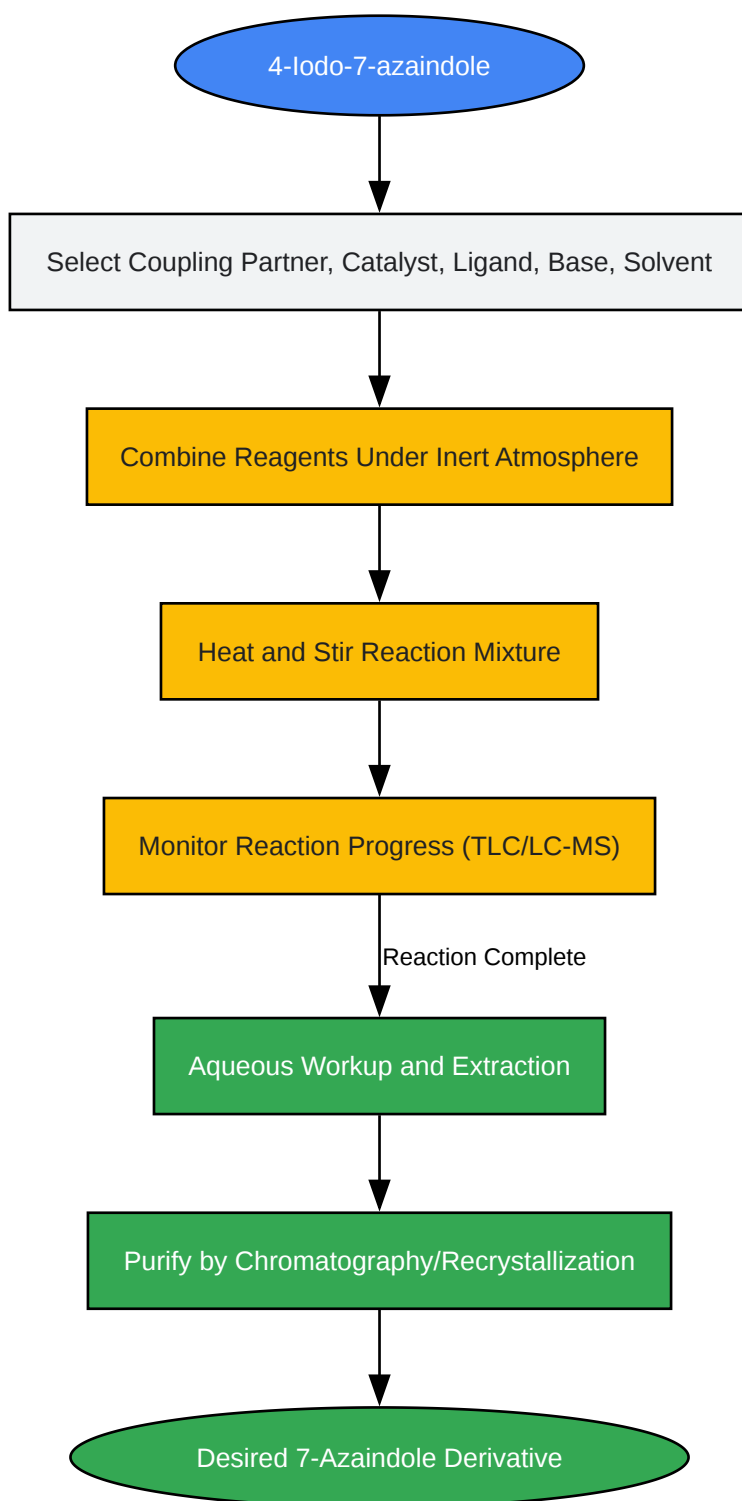 4-Iodo-7-azaindole
Select Coupling Partner, Catalyst, Ligand, Base, Solvent
Combine Reagents Under Inert Atmosphere
Heat and Stir Reaction Mixture
Monitor Reaction Progress (TLC/LC-MS)
Reaction Complete
Aqueous Workup and Extraction
Purify by Chromatography/Recrystallization
Desired 7-Azaindole Derivative